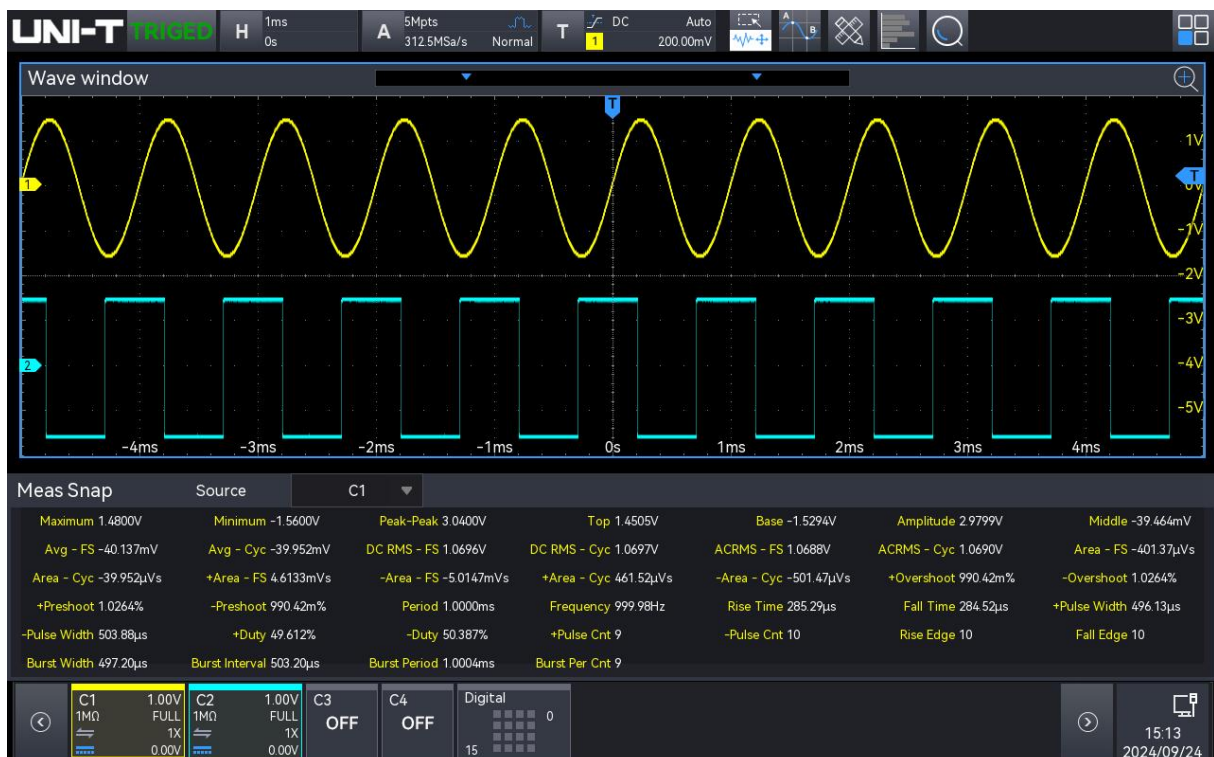 UNI-T TRIGED H 1ms A 5Mpts T DC Auto A
0s 312.5MSa/s Normal 1 200.00mV B
Wave window
T
1V
1 T
0V
-1V
-2V
-3V
2 -4V
-5V
-4ms -3ms -2ms -1ms 0s 1ms 2ms 3ms 4ms
Meas Snap Source C1
Maximum 1.4800V Minimum -1.5600V Peak-Peak 3.0400V Top 1.4505V Base -1.5294V Amplitude 2.9799V Middle -39.464mV
Avg - FS -40.137mV Avg - Cyc -39.952mV DC RMS - FS 1.0696V DC RMS - Cyc 1.0697V ACRMS - FS 1.0688V ACRMS - Cyc 1.0690V Area - FS -401.37µVs
Area - Cyc -39.952µVs +Area - FS 4.6133mVs -Area - FS -5.0147mVs +Area - Cyc 461.52µVs -Area - Cyc -501.47µVs +Overshoot 990.42m% -Overshoot 1.0264%
+Preshoot 1.0264% -Preshoot 990.42m% Period 1.0000ms Frequency 999.98Hz Rise Time 285.29µs Fall Time 284.52µs +Pulse Width 496.13µs
-Pulse Width 503.88µs +Duty 49.612% -Duty 50.387% +Pulse Cnt 9 -Pulse Cnt 10 Rise Edge 10 Fall Edge 10
Burst Width 497.20µs Burst Interval 503.20µs Burst Period 1.0004ms Burst Per Cnt 9
C1 1.00V C2 1.00V C3 C4 Digital
1MΩ FULL 1MΩ FULL OFF OFF 0
1X 1X 15:13
0.00V 0.00V 15 2024/09/24